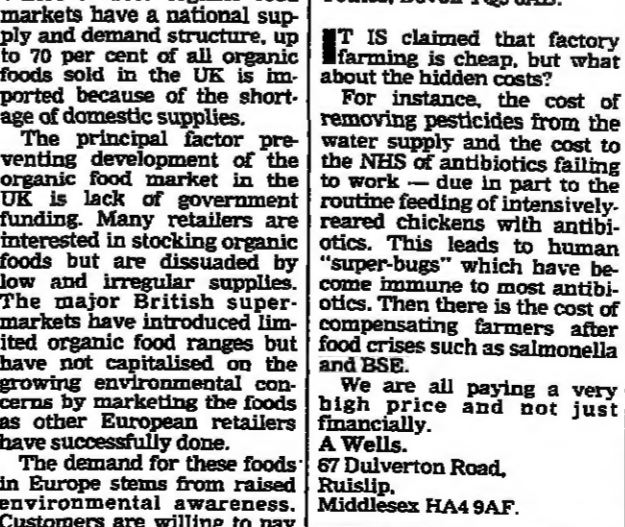 markets have a national sup-
ply and demand structure, up
to 70 per cent of all organic
foods sold in the UK is im-
ported because of the short-
age of domestic supplies.
The principal factor pre-
venting development of the
organic food market in the
UK is lack of government
funding. Many retailers are
interested in stocking organic
foods but are dissuaded by
low and irregular supplies.
The major British super-
markets have introduced lim-
ited organic food ranges but
have not capitalised on the
growing environmental con-
cerns by marketing the foods
as other European retailers
have successfully done.
The demand for these foods
in Europe stems from raised
environmental awareness.
Customers are willing to pay
IT IS claimed that factory
farming is cheap, but what
about the hidden costs?
For instance, the cost of
removing pesticides from the
water supply and the cost to
the NHS of antibiotics failing
to work — due in part to the
routine feeding of intensively-
reared chickens with antibi-
otics. This leads to human
"super-bugs" which have be-
come immune to most antibi-
otics. Then there is the cost of
compensating farmers after
food crises such as salmonella
and BSE.
We are all paying a very
high price and not just
financially.
A Wells.
67 Dulverton Road,
Ruislip,
Middlesex HA4 9AF.